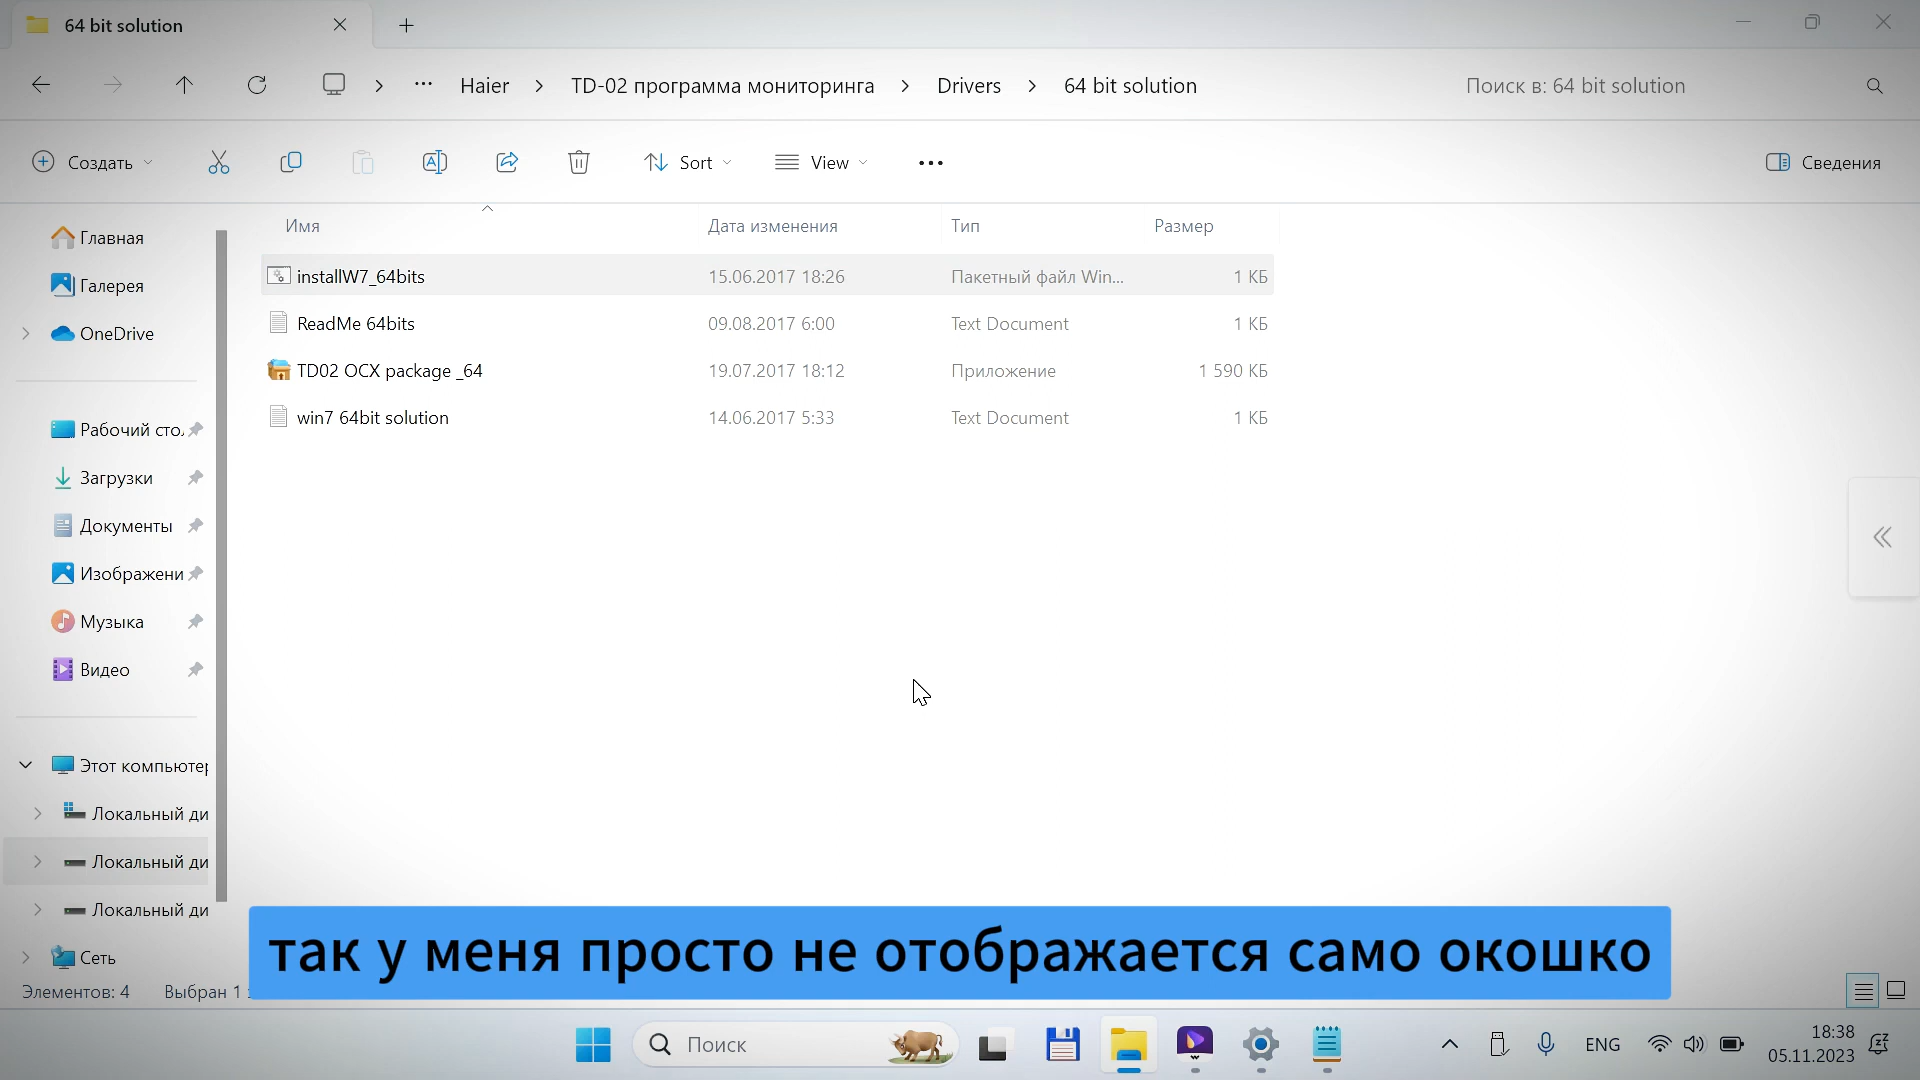 64 bit solution
Haier > TD-02 программа мониторинга > Drivers > 64 bit solution
Поиск в: 64 bit solution
Создать
Sort
View
Сведения
Имя Дата изменения Тип Размер
installW7_64bits 15.06.2017 18:26 Пакетный файл Win... 1 КБ
ReadMe 64bits 09.08.2017 6:00 Text Document 1 КБ
TD02 OCX package _64 19.07.2017 18:12 Приложение 1 590 КБ
win7 64bit solution 14.06.2017 5:33 Text Document 1 КБ
Главная
Галерея
OneDrive
Рабочий сто
Загрузки
Документы
Изображени
Музыка
Видео
Этот компьютер
Локальный ди
Локальный ди
Локальный ди
Сеть
так у меня просто не отображается само окошко
Элементов: 4 Выбран 1
Поиск
ENG
18:38
05.11.2023